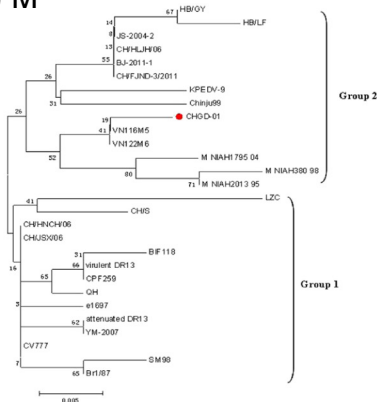 M
67 HB/GY
14 HB/LF
8 JS-2004-2
13 CH/HLJH/06
55 BJ-2011-1
CH/FJND-3/2011
26
KPEDV-9
31 Chinju99
Group 2
26
19 CHGD-01
41 VN116M5
VN122M6
52
M NIAH1795 04
80 M NIAH380 98
71 M NIAH2013 95
41 LZC
CH/S
CH/HNCH/06
CH/JSX/06
16
31 BIF118
66 virulent DR13
65 CPF259
QH
Group 1
3 e1697
attenuated DR13
62 YM-2007
CV777
7 SM98
65 Br1/87
0.005